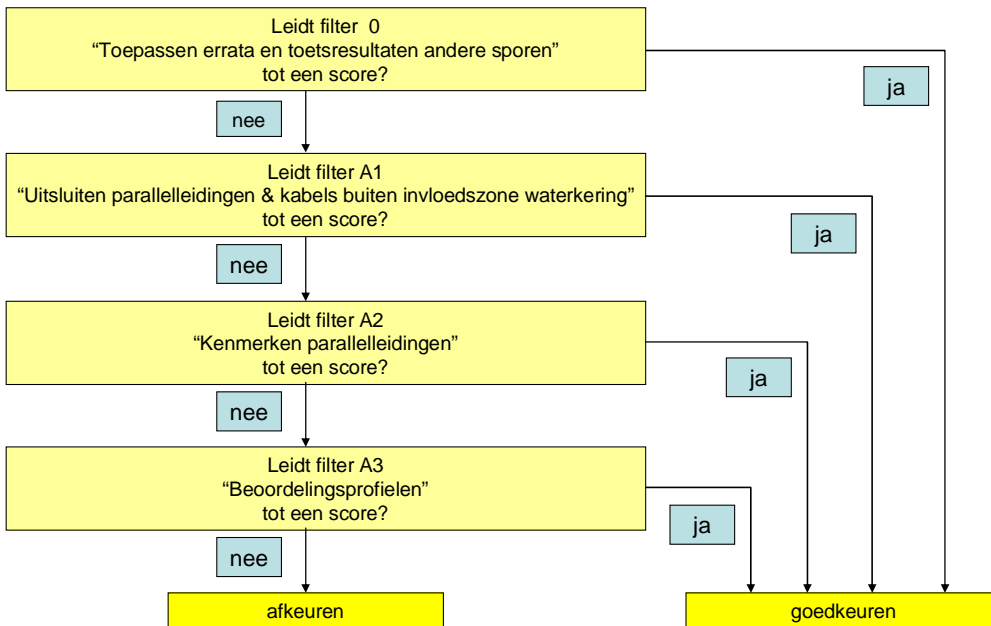 Leidt filter 0
“Toepassen errata en toetsresultaten andere sporen”
tot een score?
ja
nee
Leidt filter A1
“Uitsluiten parallelleidingen & kabels buiten invloedszone waterkering”
tot een score?
ja
nee
Leidt filter A2
“Kenmerken parallelleidingen”
tot een score?
ja
nee
Leidt filter A3
“Beoordelingsprofielen”
tot een score?
ja
nee
afkeuren
goedkeuren